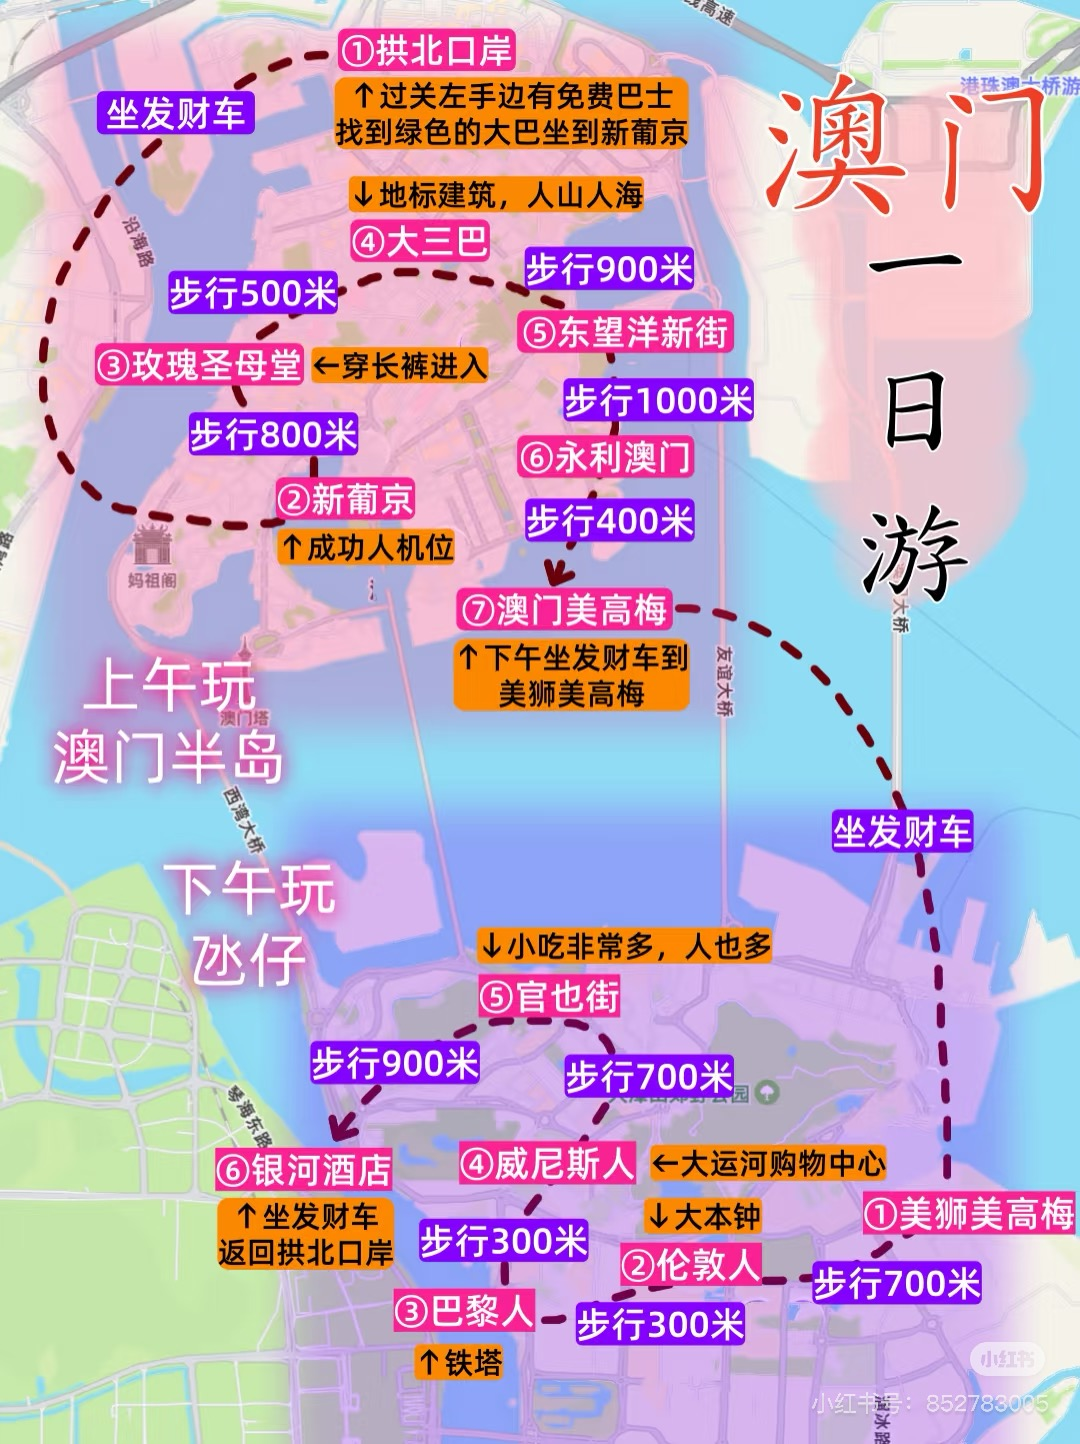 线高速
港珠澳大桥游
澳门
一
日
游
①拱北口岸
坐发财车
↑过关左手边有免费巴士
找到绿色的大巴坐到新葡京
↓地标建筑，人山人海
④大三巴
沿海路
步行500米
步行900米
⑤东望洋新街
③玫瑰圣母堂
←穿长裤进入
步行1000米
步行800米
⑥永利澳门
②新葡京
步行400米
↑成功人机位
妈祖阁
⑦澳门美高梅
大桥
↑下午坐发财车到
美狮美高梅
友谊大桥
上午玩
澳门塔
澳门半岛
西湾大桥
坐发财车
下午玩
氹仔
↓小吃非常多，人也多
⑤官也街
步行900米
步行700米
公园
琴海东路
⑥银河酒店
④威尼斯人
←大运河购物中心
↑坐发财车
返回拱北口岸
↓大本钟
①美狮美高梅
步行300米
②伦敦人
步行700米
③巴黎人
步行300米
↑铁塔
小红书
小红书号：852783005